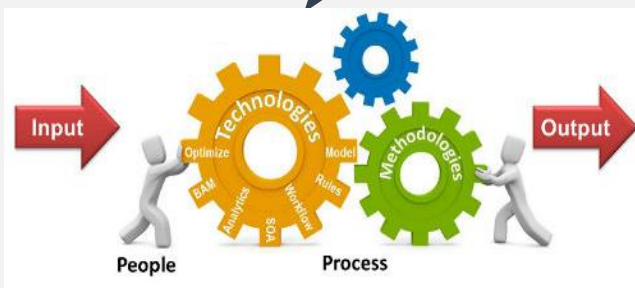 Input
Technologies
Optimize
BAM
Analytics
SOA
Workflow
Rules
Model
Methodologies
Output
People
Process